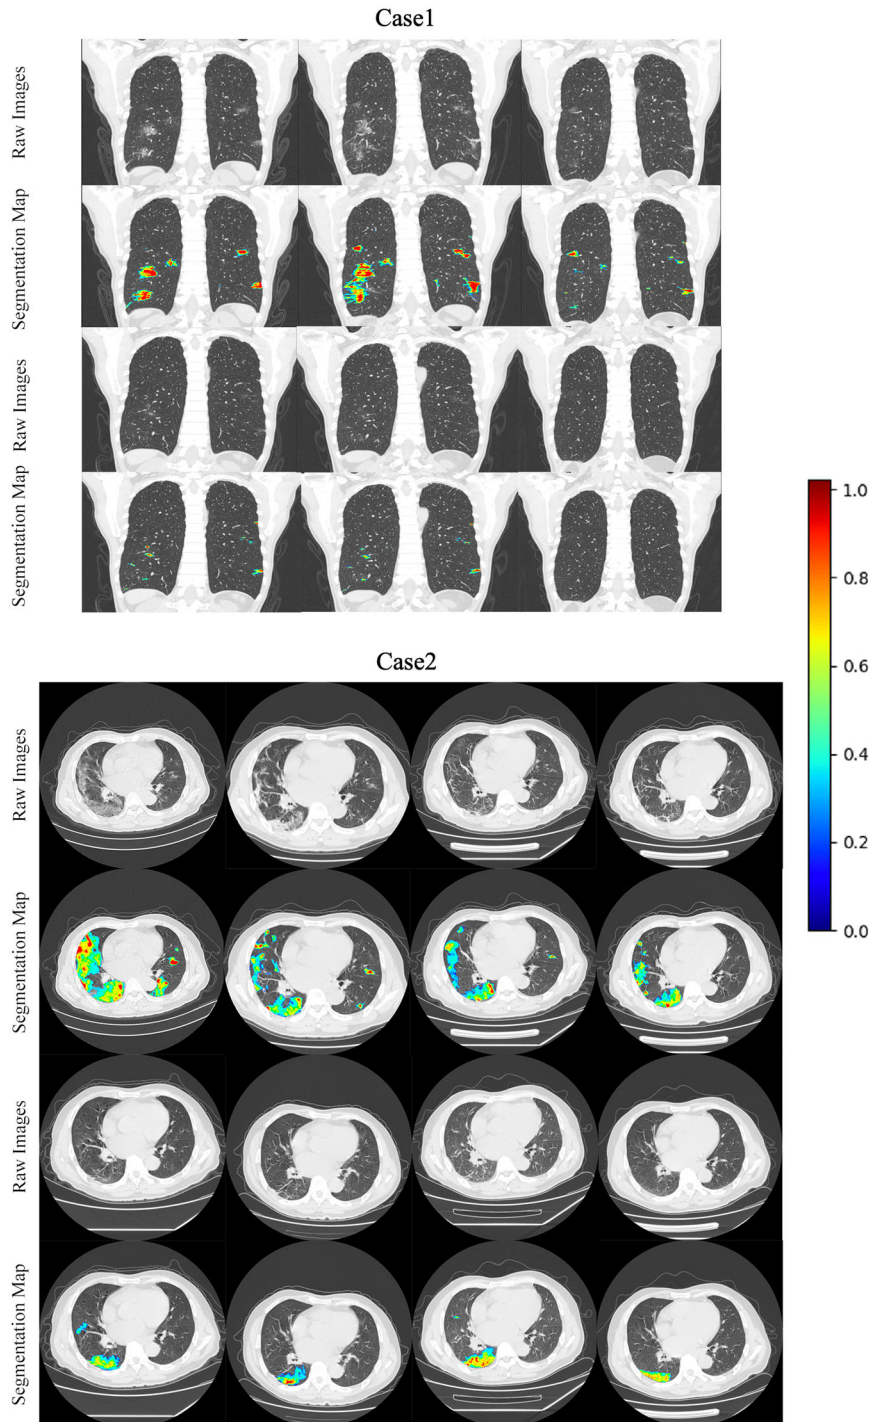 Case1
Raw Images
Segmentation Map
Raw Images
Segmentation Map
1.0
0.8
0.6
0.4
0.2
0.0
Case2
Raw Images
Segmentation Map
Raw Images
Segmentation Map